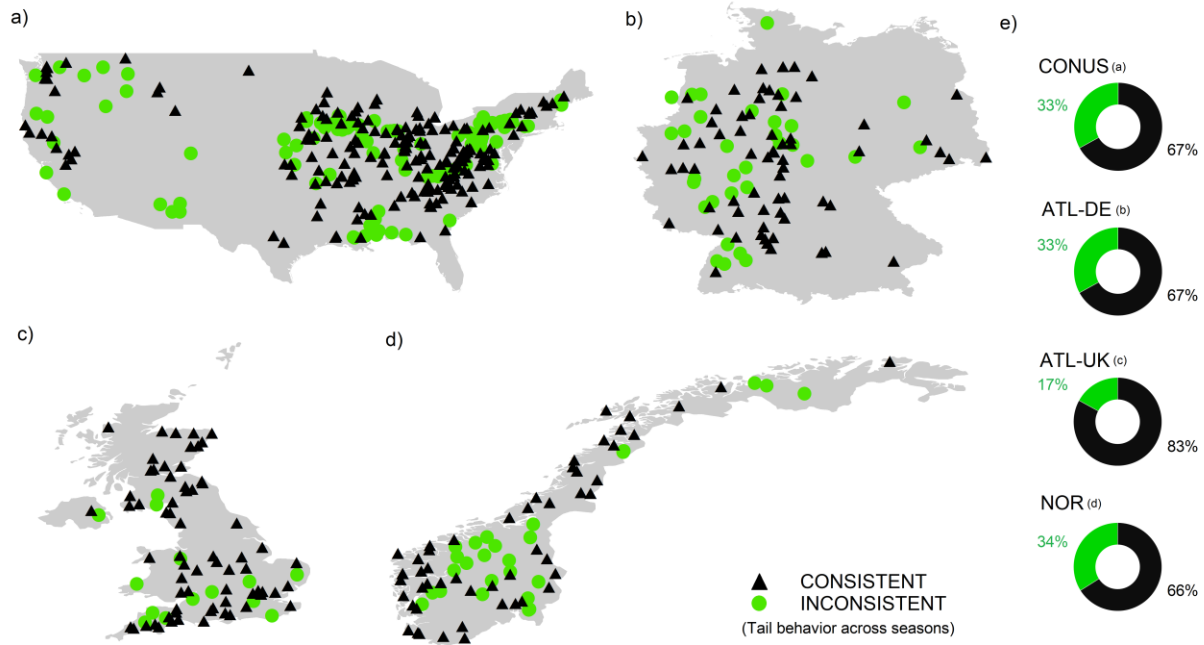 a)
b)
e)
CONUS (a)
33%
67%
ATL-DE (b)
33%
67%
c)
d)
ATL-UK (c)
17%
83%
NOR (d)
34%
66%
CONSISTENT
INCONSISTENT
(Tail behavior across seasons)